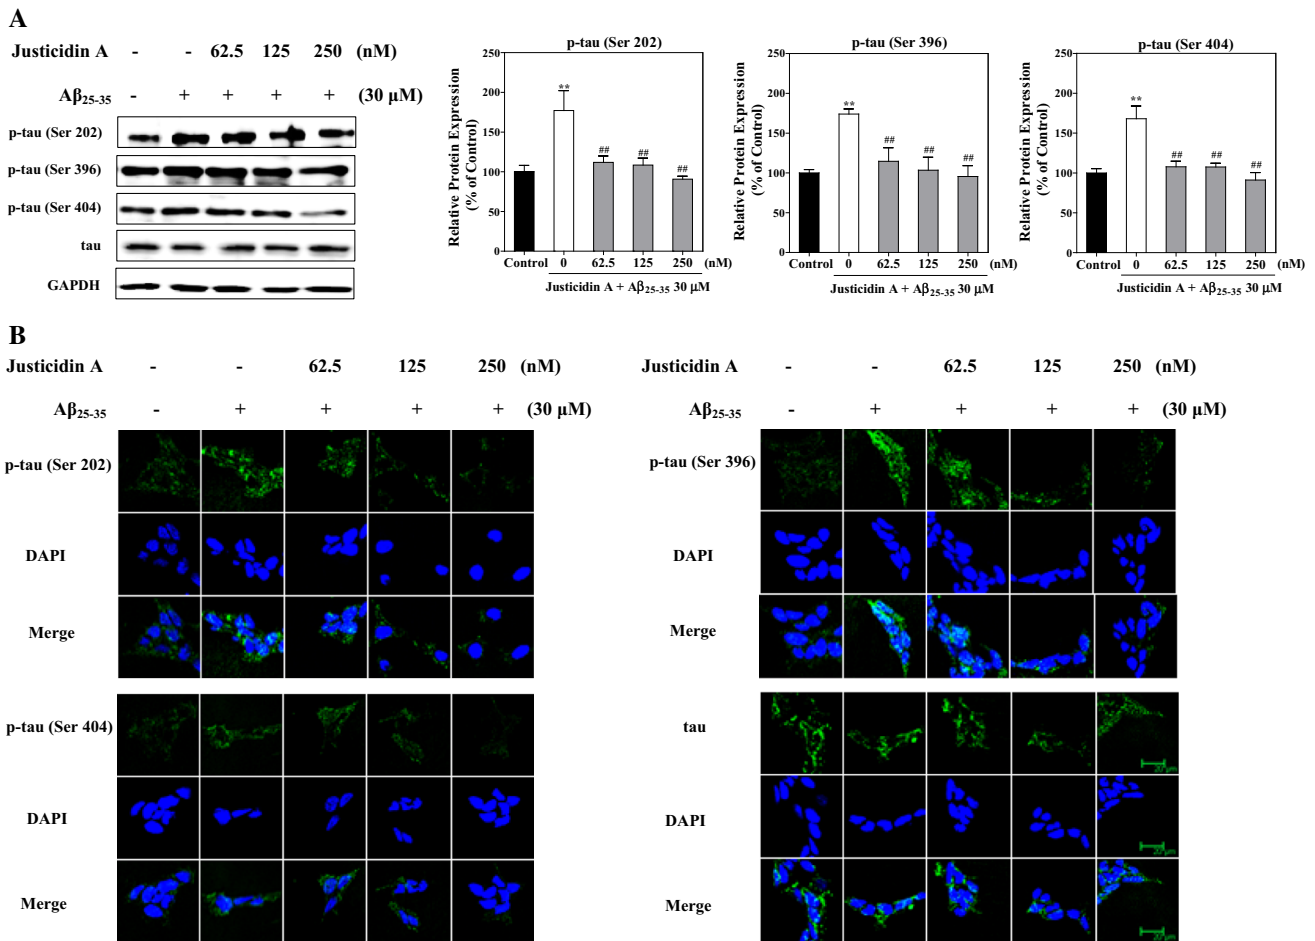 A
Justicidin A - - 62.5 125 250 (nM)
Aβ25-35 - + + + + (30 μM)
p-tau (Ser 202)
p-tau (Ser 396)
p-tau (Ser 404)
tau
GAPDH
p-tau (Ser 202)
Relative Protein Expression
(% of Control)
250
200
150
100
50
0
**
##
##
##
Control 0 62.5 125 250 (nM)
Justicidin A + Aβ25-35 30 μM
p-tau (Ser 396)
Relative Protein Expression
(% of Control)
250
200
150
100
50
0
**
##
##
##
Control 0 62.5 125 250 (nM)
Justicidin A + Aβ25-35 30 μM
p-tau (Ser 404)
Relative Protein Expression
(% of Control)
250
200
150
100
50
0
**
##
##
##
Control 0 62.5 125 250 (nM)
Justicidin A + Aβ25-35 30 μM
B
Justicidin A - - 62.5 125 250 (nM)
Aβ25-35 - + + + + (30 μM)
p-tau (Ser 202)
DAPI
Merge
p-tau (Ser 404)
DAPI
Merge
Justicidin A - - 62.5 125 250 (nM)
Aβ25-35 - + + + + (30 μM)
p-tau (Ser 396)
DAPI
Merge
tau
20 μm
DAPI
20 μm
Merge
20 μm